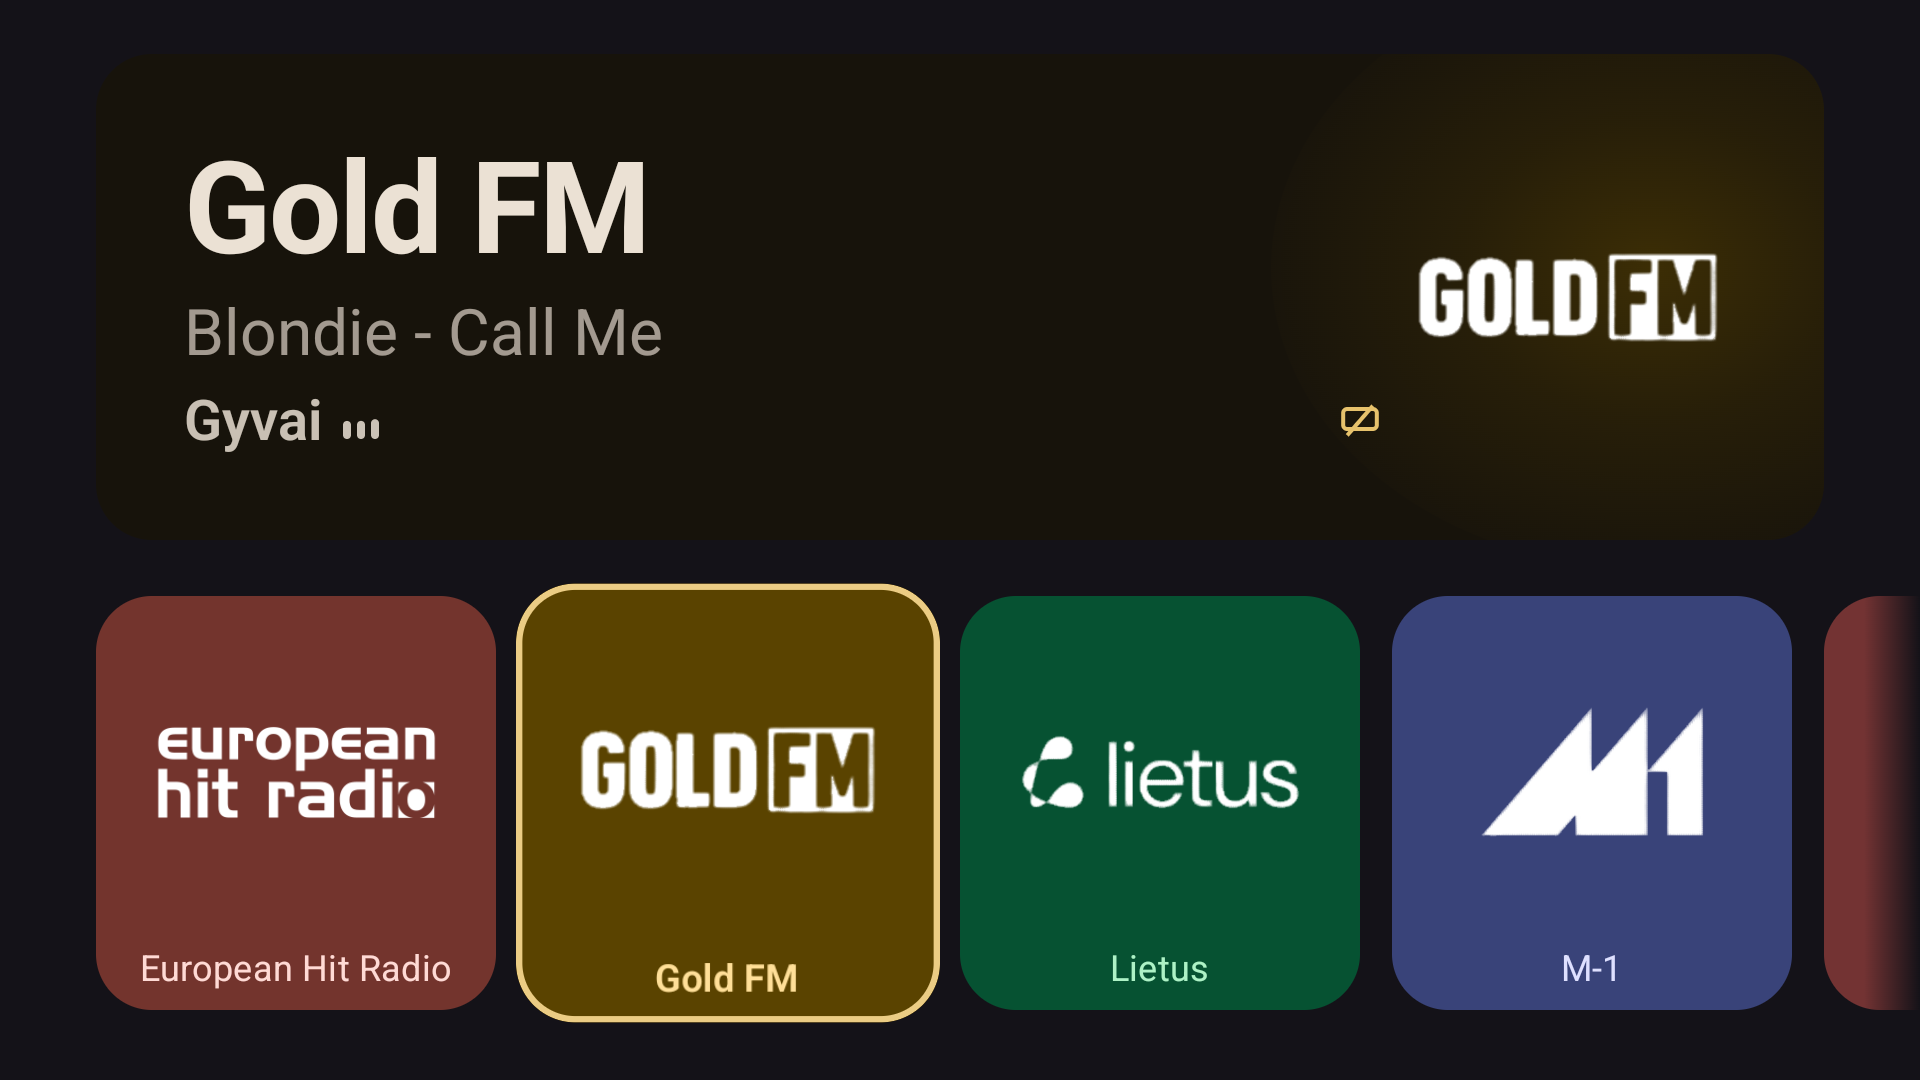 Gold FM
Blondie - Call Me
Gyvai
GOLD FM
european
hit radio
European Hit Radio
GOLD FM
Gold FM
lietus
Lietus
M1
M-1